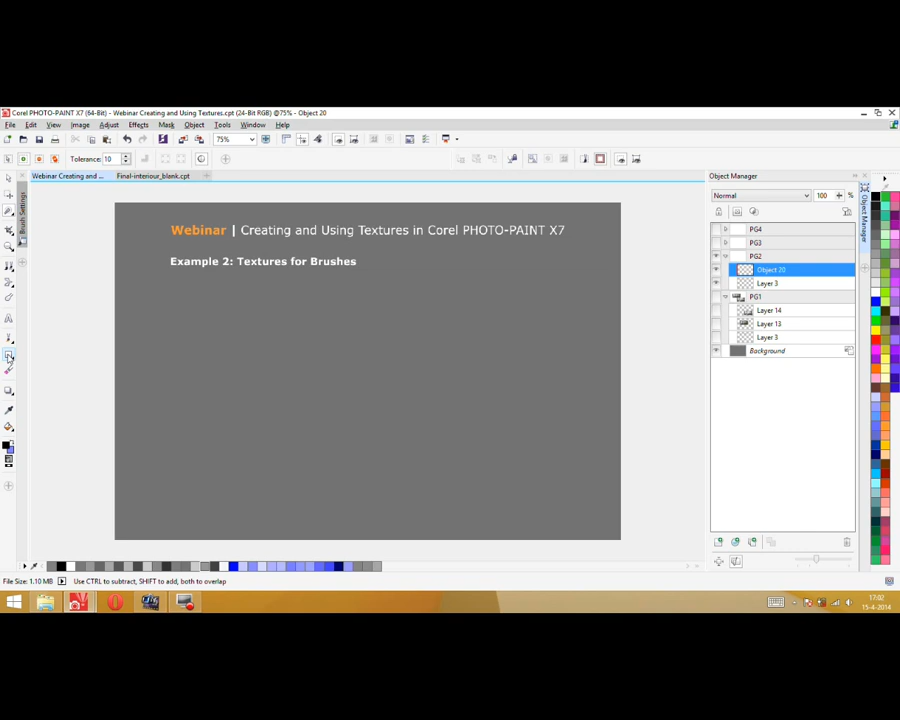 Corel PHOTO-PAINT X7 (64-Bit) - Webinar Creating and Using Textures.cpt (24-Bit RGB) @75% - Object 20
File Edit View Image Adjust Effects Mask Object Tools Window Help
75%
Tolerance: 10
Webinar Creating and ... Final-interiour_blank.cpt
Object Manager
Brush Settings
Object Manager
Normal 100 %
Webinar | Creating and Using Textures in Corel PHOTO-PAINT X7
Example 2: Textures for Brushes
PG4
PG3
PG2
Object 20
Layer 3
PG1
Layer 14
Layer 13
Layer 3
Background
File Size: 1.10 MB Use CTRL to subtract, SHIFT to add, both to overlap
17:02
15-4-2014